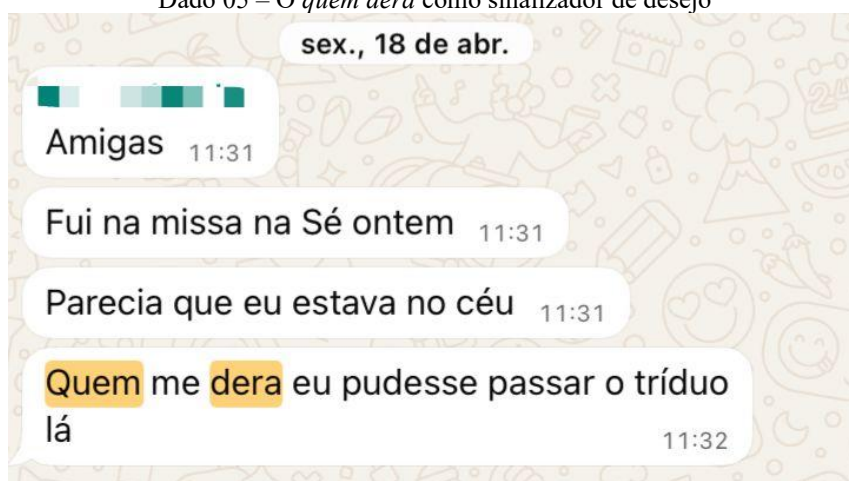 Dado 05 – O quem dera como sinalizador de desejo
sex., 18 de abr.
Amigas 11:31
Fui na missa na Sé ontem 11:31
Parecia que eu estava no céu 11:31
Quem me dera eu pudesse passar o tríduo
lá 11:32